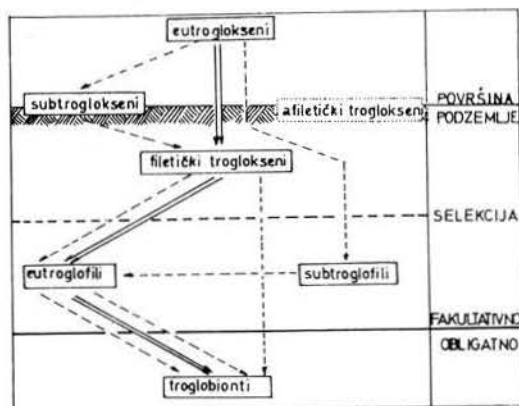 eutroglokseni
subtroglokseni
afiletički troglokseni
POVRŠINA
PODZEMLJE
filetički troglokseni
SELEKCIJA
eutroglofili
subtroglofili
FAKULTATIVNO
OBLIGATNO
troglobionti